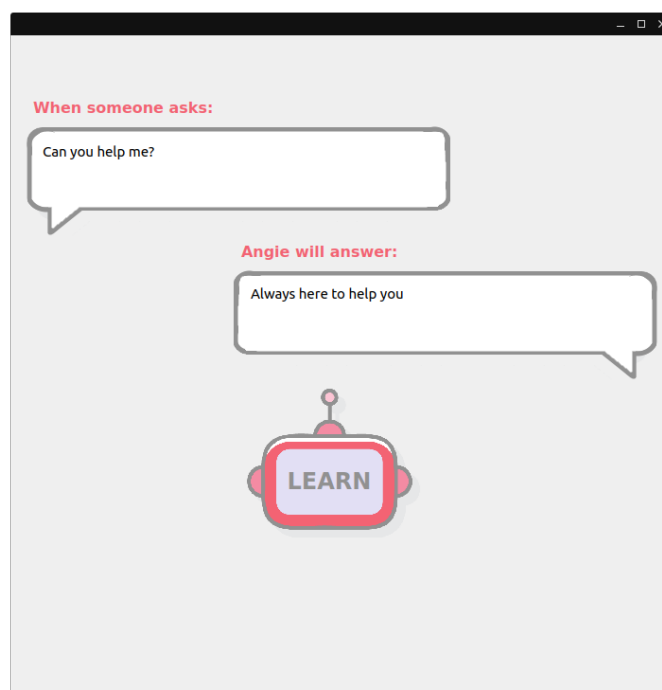 When someone asks:
Can you help me?
Angie will answer:
Always here to help you
LEARN